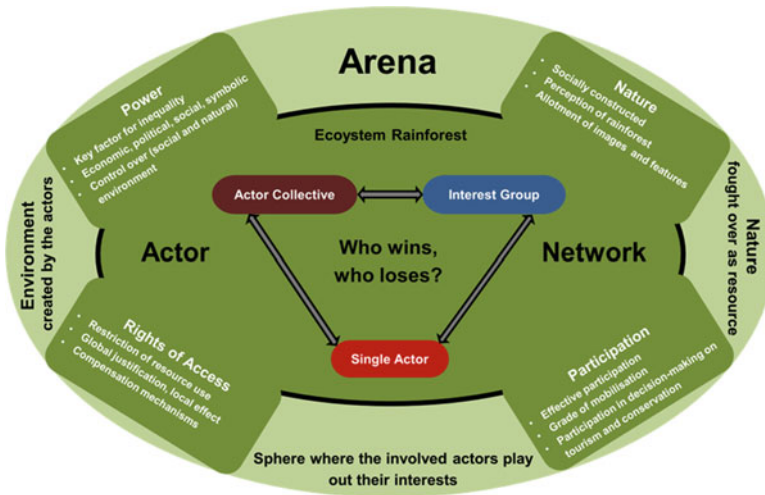 Arena
Power
• Key factor for inequality
• Economic, political, social, symbolic
• Control over (social and natural)
environment
Nature
• Socially constructed
• Perception of rainforest
• Allotment of images and features
Ecoystem Rainforest
Actor Collective
Interest Group
Environment
created by the actors
Actor
Who wins,
who loses?
Network
Nature
fought over as resource
Single Actor
Rights of Access
• Restriction of resource use
• Global justification, local effect
• Compensation mechanisms
Participation
• Effective participation
• Grade of mobilisation
• Participation in decision-making on
tourism and conservation
Sphere where the involved actors play
out their interests